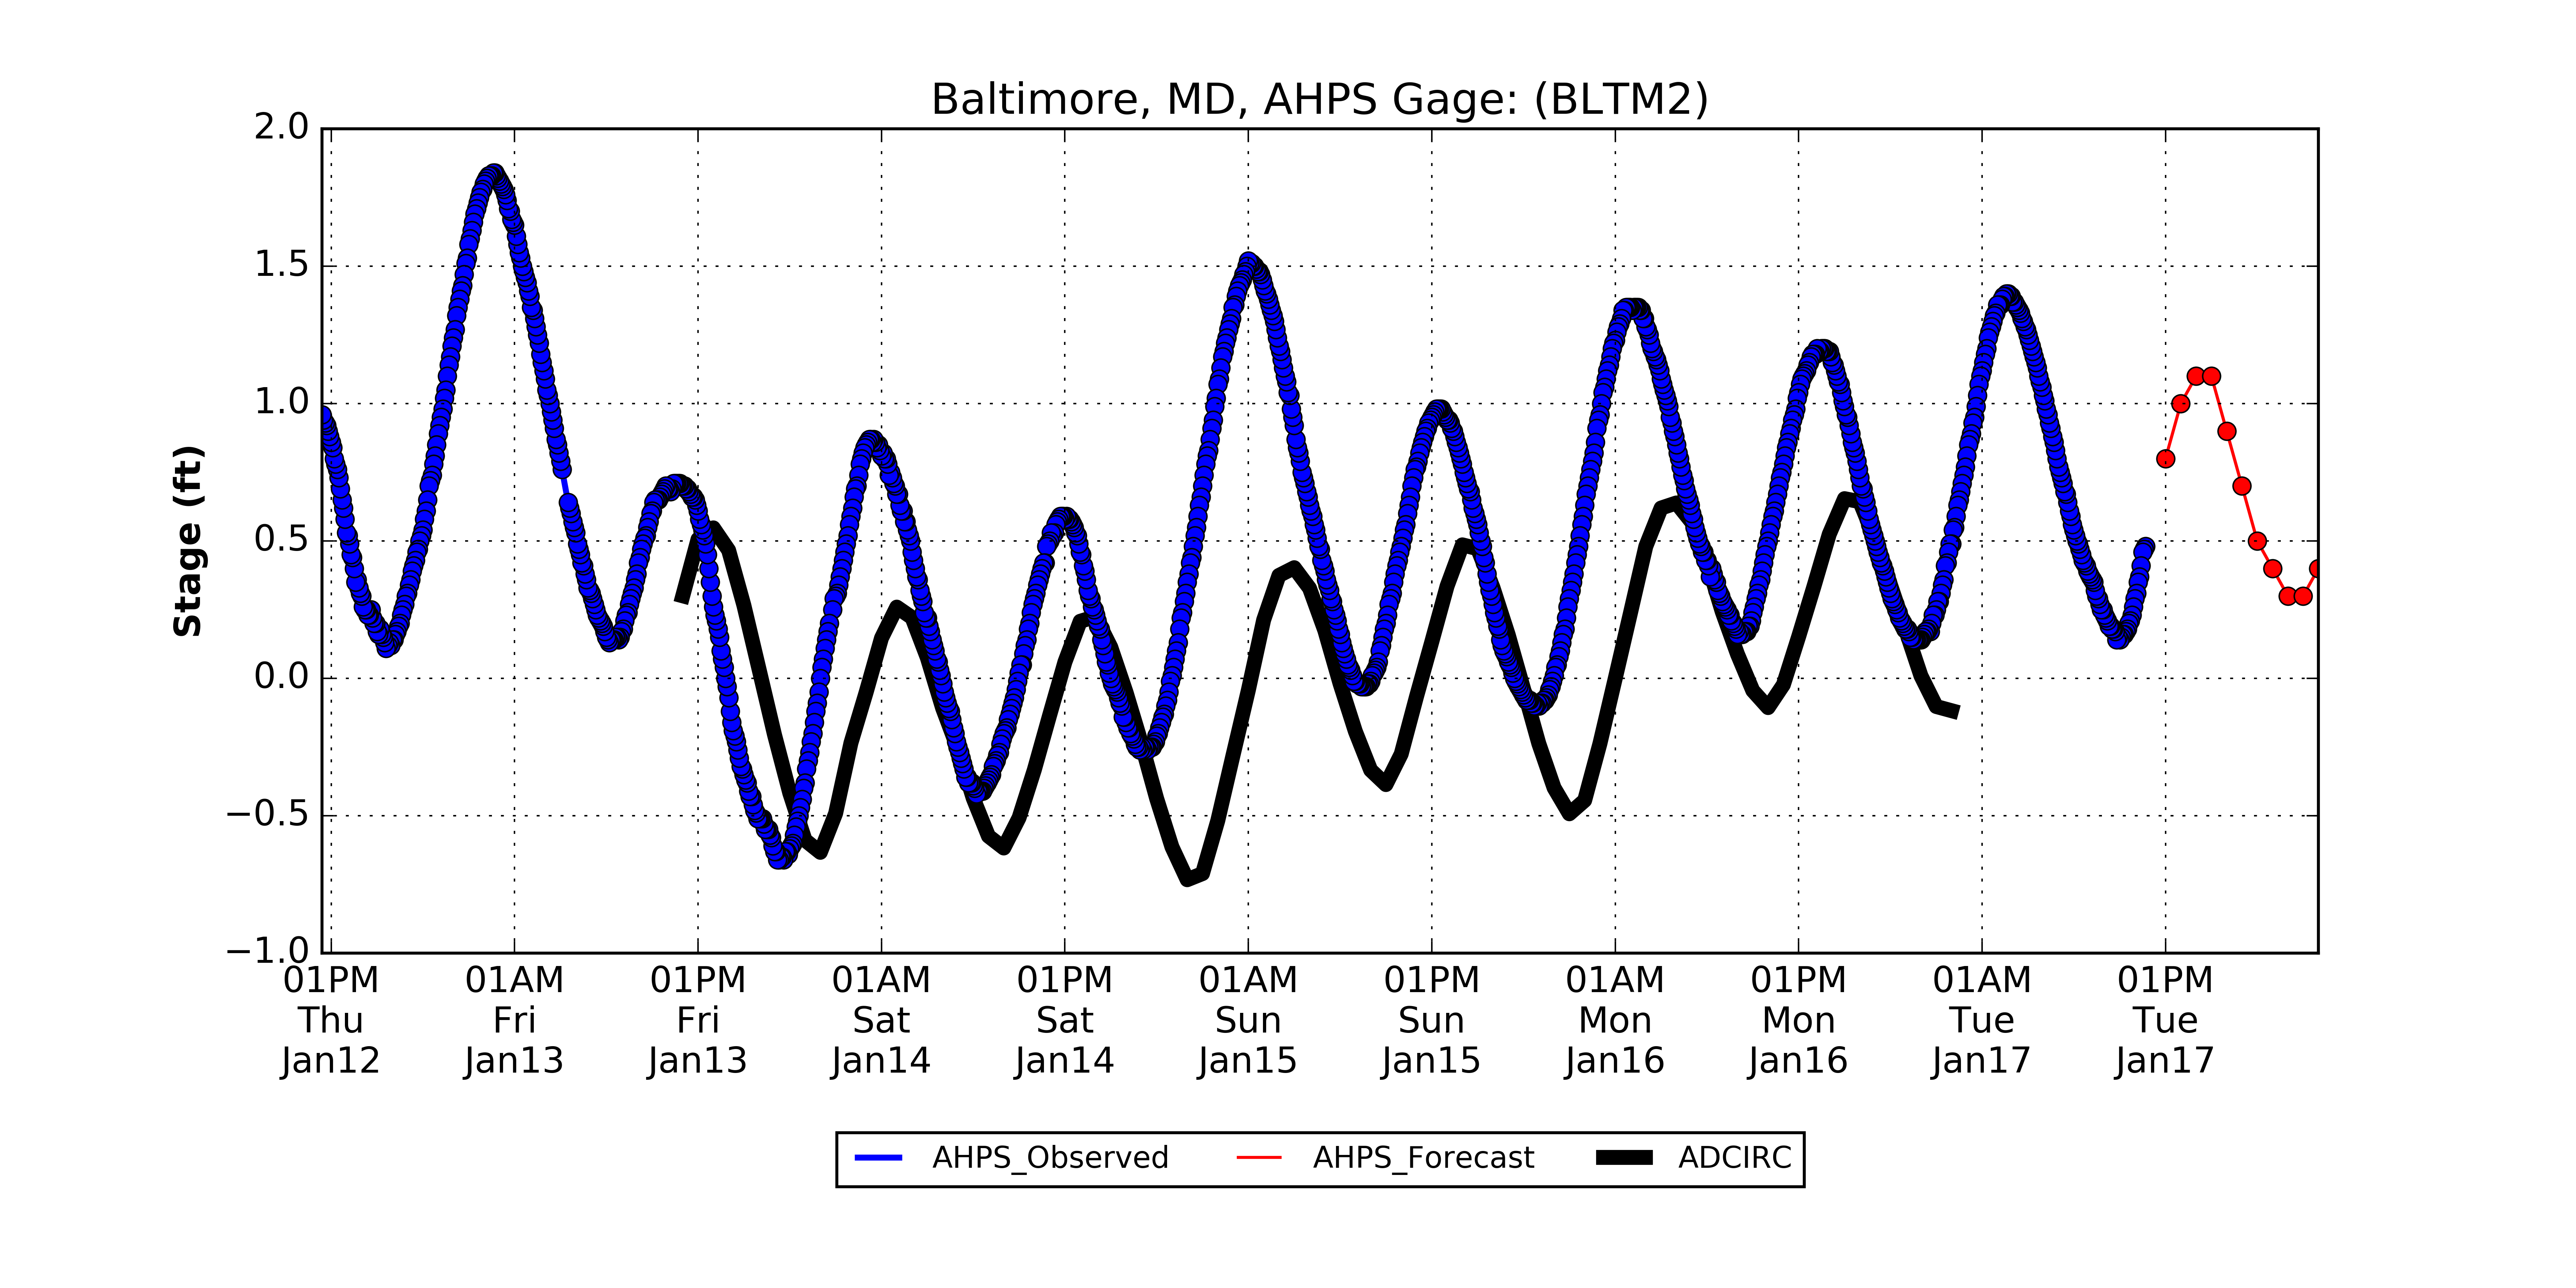 Baltimore, MD, AHPS Gage: (BLTM2)
Stage (ft)
2.0
1.5
1.0
0.5
0.0
−0.5
−1.0
01PM 01AM 01PM 01AM 01PM 01AM 01PM 01AM 01PM 01AM 01PM
Thu Fri Fri Sat Sat Sun Sun Mon Mon Tue Tue
Jan12 Jan13 Jan13 Jan14 Jan14 Jan15 Jan15 Jan16 Jan16 Jan17 Jan17
AHPS_Observed AHPS_Forecast ADCIRC